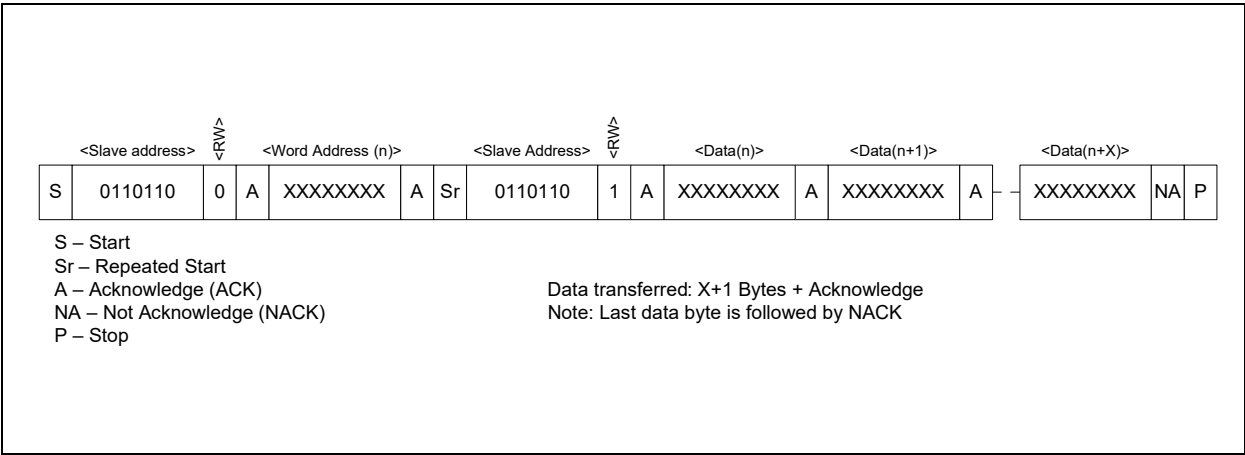 <Slave address> <RW> <Word Address (n)> <Slave Address> <RW> <Data(n)> <Data(n+1)> <Data(n+X)>
S 0110110 0 A XXXXXXXX A Sr 0110110 1 A XXXXXXXX A XXXXXXXX A XXXXXXXX NA P
S – Start
Sr – Repeated Start
A – Acknowledge (ACK)
NA – Not Acknowledge (NACK)
P – Stop
Data transferred: X+1 Bytes + Acknowledge
Note: Last data byte is followed by NACK